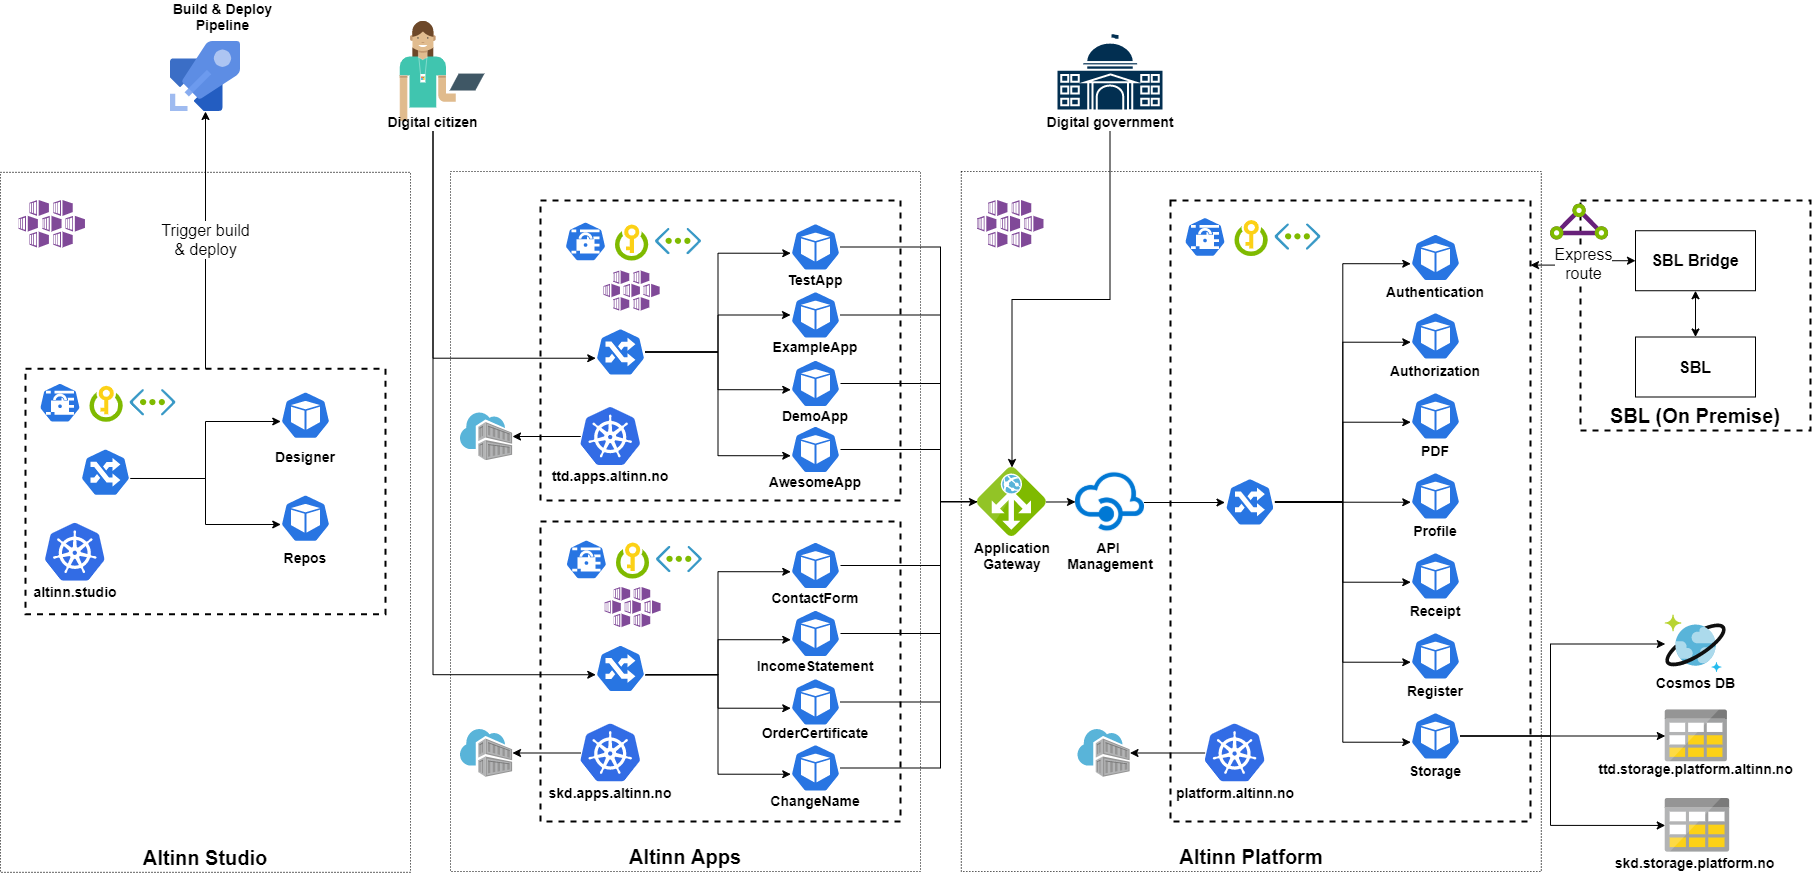 Build & Deploy
Pipeline
Digital citizen
Digital government
Trigger build
& deploy
Designer
Repos
altinn.studio
Altinn Studio
TestApp
ExampleApp
DemoApp
AwesomeApp
ttd.apps.altinn.no
ContactForm
IncomeStatement
OrderCertificate
ChangeName
skd.apps.altinn.no
Altinn Apps
Application
Gateway
API
Management
Authentication
Authorization
PDF
Profile
Receipt
Register
Storage
platform.altinn.no
Altinn Platform
Express
route
SBL Bridge
SBL
SBL (On Premise)
Cosmos DB
ttd.storage.platform.altinn.no
skd.storage.platform.no